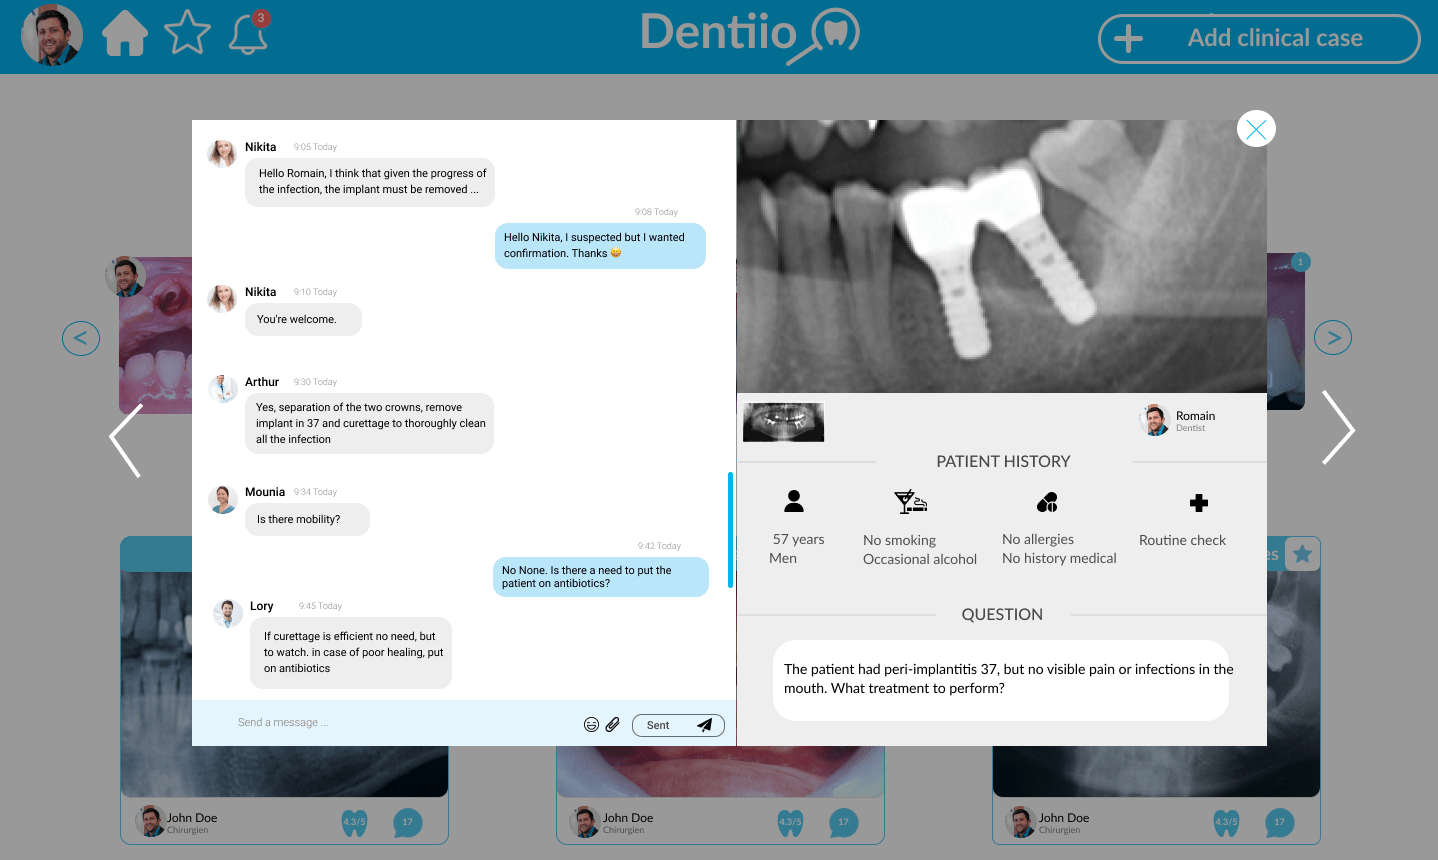 3
Dentiio
Add clinical case
Nikita 9:05 Today
Hello Romain, I think that given the progress of
the infection, the implant must be removed ...
9:08 Today
Hello Nikita, I suspected but I wanted
confirmation. Thanks 😄
Nikita 9:10 Today
You're welcome.
Arthur 9:30 Today
Yes, separation of the two crowns, remove
implant in 37 and curettage to thoroughly clean
all the infection
Mounia 9:34 Today
Is there mobility?
9:42 Today
No None. Is there a need to put the
patient on antibiotics?
Lory 9:45 Today
If curettage is efficient no need, but
to watch. in case of poor healing, put
on antibiotics
Send a message ...
Sent
Romain
Dentist
PATIENT HISTORY
57 years
Men
No smoking
Occasional alcohol
No allergies
No history medical
Routine check
QUESTION
The patient had peri-implantitis 37, but no visible pain or infections in the
mouth. What treatment to perform?
<
>
1
es
John Doe
Chirurgien
4.3/5
17
John Doe
Chirurgien
4.3/5
17
John Doe
Chirurgien
4.3/5
17